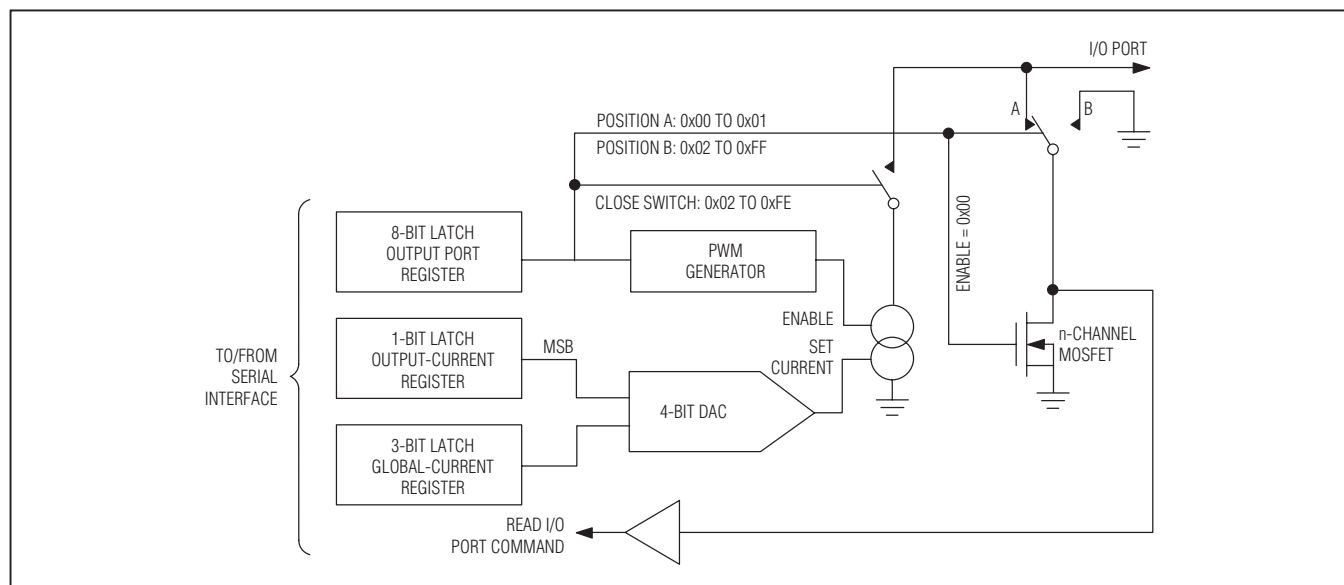 I/O PORT
A
B
POSITION A: 0x00 TO 0x01
POSITION B: 0x02 TO 0xFF
CLOSE SWITCH: 0x02 TO 0xFE
ENABLE = 0x00
8-BIT LATCH
OUTPUT PORT
REGISTER
PWM
GENERATOR
ENABLE
SET
CURRENT
n-CHANNEL
MOSFET
1-BIT LATCH
OUTPUT-CURRENT
REGISTER
MSB
TO/FROM
SERIAL
INTERFACE
4-BIT DAC
3-BIT LATCH
GLOBAL-CURRENT
REGISTER
READ I/O
PORT COMMAND